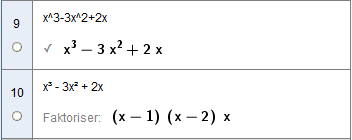 9
x^3-3x^2+2x
✓ x³ − 3 x² + 2 x
10
x³ - 3x² + 2x
Faktoriser: (x − 1) (x − 2) x